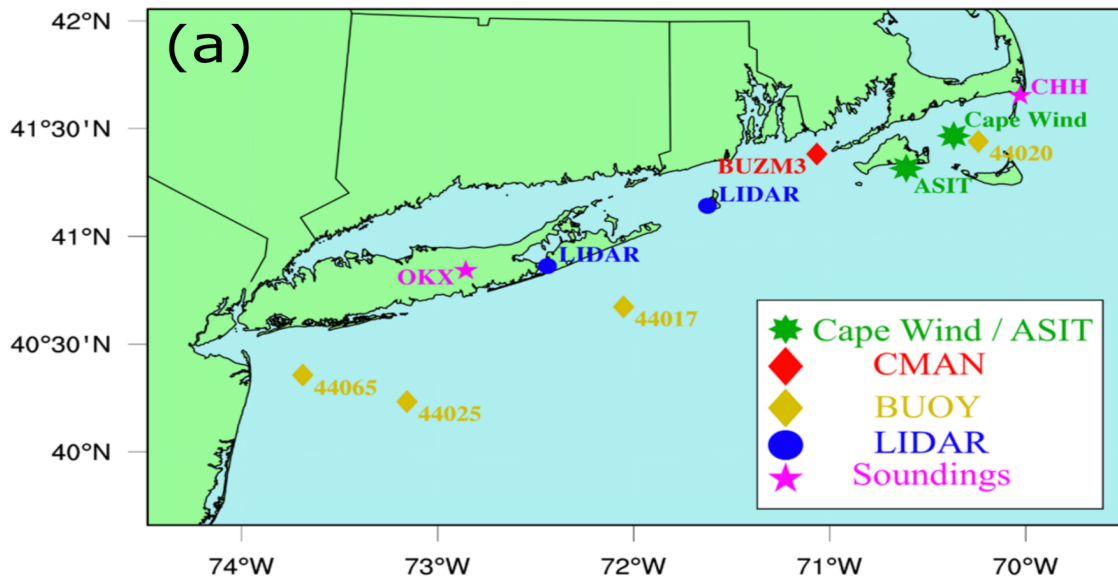 (a)
42°N
41°30'N
41°N
40°30'N
40°N
CHH
Cape Wind
44020
BUZM3
ASIT
LIDAR
LIDAR
OKX
44017
44065
44025
Cape Wind / ASIT
CMAN
BUOY
LIDAR
Soundings
74°W
73°W
72°W
71°W
70°W